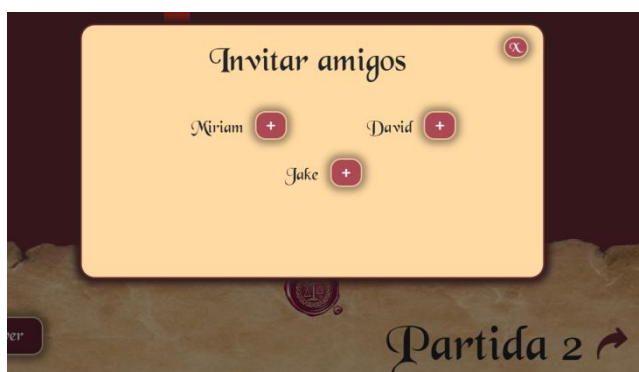 Invitar amigos
X
Miriam +
David +
Jake +
Partida 2